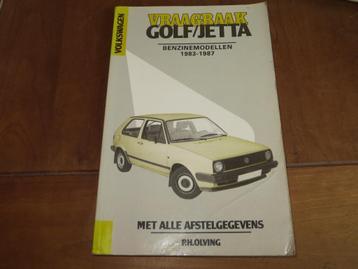 VOLKSWAGEN
VRAAGBAAK
GOLF/JETTA
BENZINEMODELLEN
1983-1987
MET ALLE AFSTELGEGEVENS
P.H.OLVING